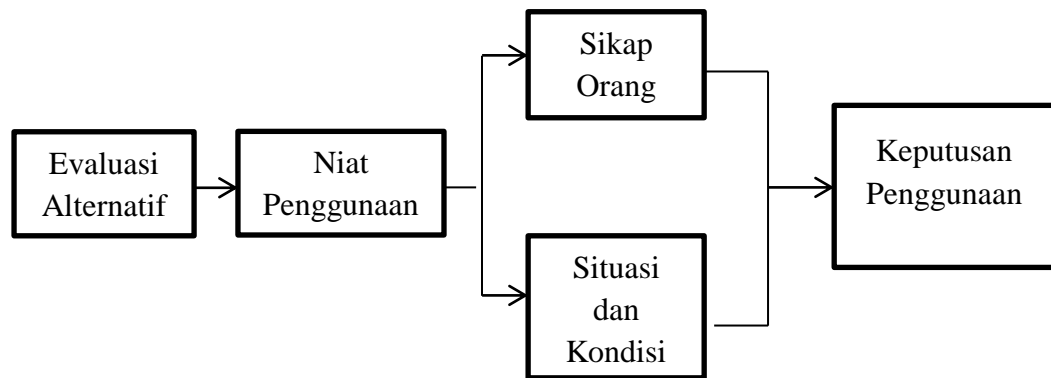 Evaluasi
Alternatif
Niat
Penggunaan
Sikap
Orang
Situasi
dan
Kondisi
Keputusan
Penggunaan